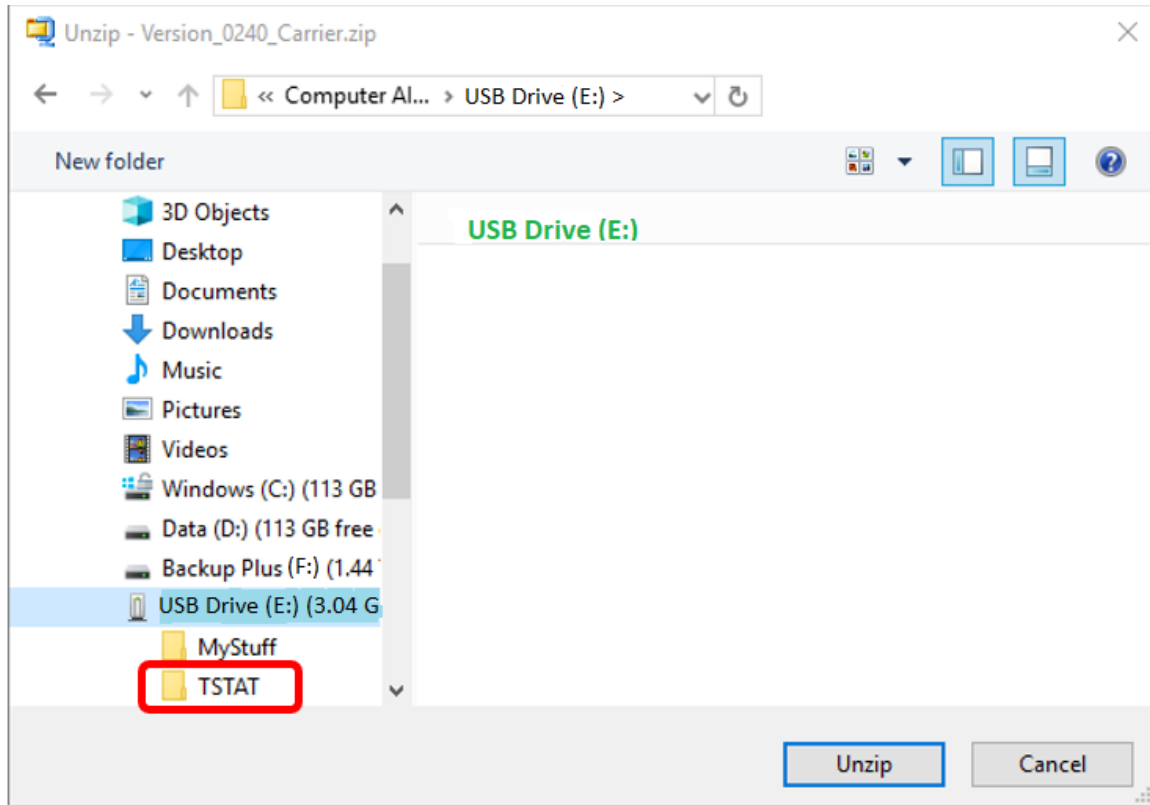 Unzip - Version_0240_Carrier.zip
« Computer Al... > USB Drive (E:) >
New folder
3D Objects
USB Drive (E:)
Desktop
Documents
Downloads
Music
Pictures
Videos
Windows (C:) (113 GB
Data (D:) (113 GB free
Backup Plus (F:) (1.44
USB Drive (E:) (3.04 G
MyStuff
TSTAT
Unzip Cancel